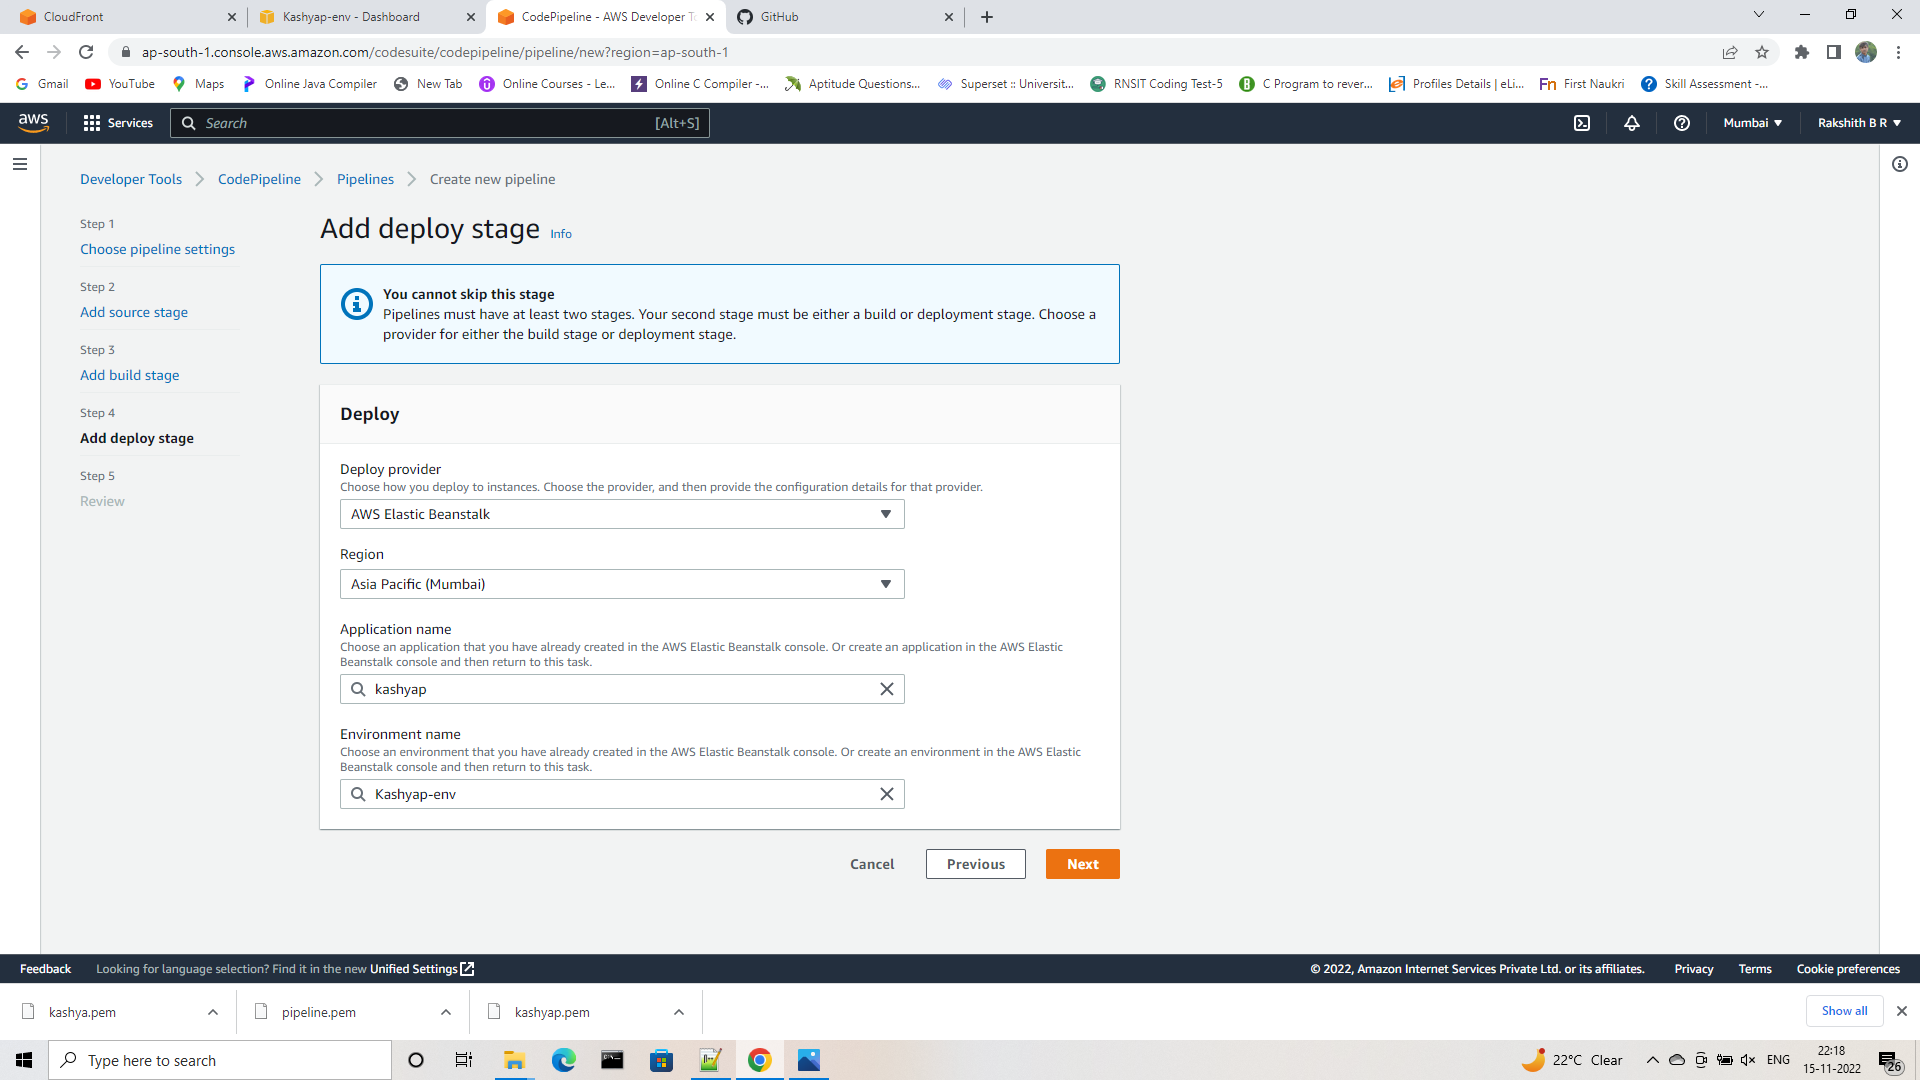 CloudFront
Kashyap-env - Dashboard
CodePipeline - AWS Developer To
GitHub
ap-south-1.console.aws.amazon.com/codesuite/codepipeline/pipeline/new?region=ap-south-1
Gmail
YouTube
Maps
Online Java Compiler
New Tab
Online Courses - Le...
Online C Compiler -...
Aptitude Questions...
Superset :: Universit...
RNSIT Coding Test-5
C Program to rever...
Profiles Details | eLi...
First Naukri
Skill Assessment -...
aws
Services
Search
[Alt+S]
Mumbai
Rakshith B R
Developer Tools
CodePipeline
Pipelines
Create new pipeline
Step 1
Choose pipeline settings
Step 2
Add source stage
Step 3
Add build stage
Step 4
Add deploy stage
Step 5
Review
Add deploy stage Info
You cannot skip this stage
Pipelines must have at least two stages. Your second stage must be either a build or deployment stage. Choose a
provider for either the build stage or deployment stage.
Deploy
Deploy provider
Choose how you deploy to instances. Choose the provider, and then provide the configuration details for that provider.
AWS Elastic Beanstalk
Region
Asia Pacific (Mumbai)
Application name
Choose an application that you have already created in the AWS Elastic Beanstalk console. Or create an application in the AWS Elastic
Beanstalk console and then return to this task.
kashyap
Environment name
Choose an environment that you have already created in the AWS Elastic Beanstalk console. Or create an environment in the AWS Elastic
Beanstalk console and then return to this task.
Kashyap-env
Cancel
Previous
Next
Feedback
Looking for language selection? Find it in the new Unified Settings
© 2022, Amazon Internet Services Private Ltd. or its affiliates.
Privacy
Terms
Cookie preferences
kashya.pem
pipeline.pem
kashyap.pem
Show all
Type here to search
22°C Clear
ENG
22:18
15-11-2022
26